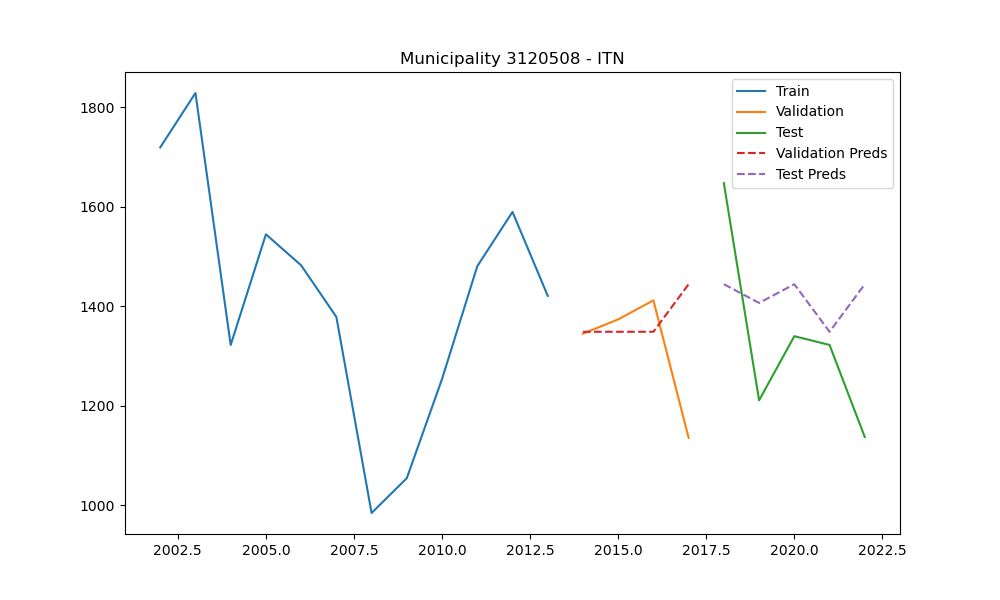 Municipality 3120508 - ITN
Train
Validation
Test
Validation Preds
Test Preds
1800
1600
1400
1200
1000
2002.5 2005.0 2007.5 2010.0 2012.5 2015.0 2017.5 2020.0 2022.5